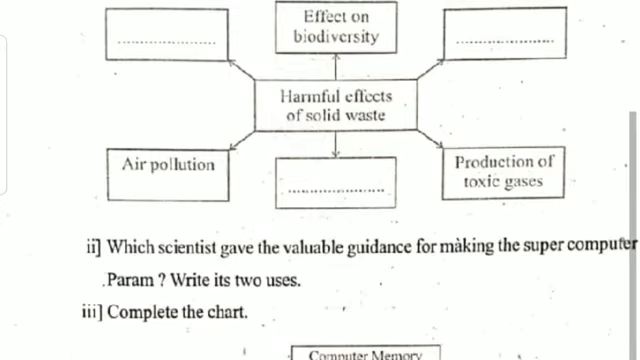 Effect on
biodiversity
....................
....................
Harmful effects
of solid waste
Air pollution
....................
Production of
toxic gases
ii] Which scientist gave the valuable guidance for making the super computer
Param ? Write its two uses.
iii] Complete the chart.
Computer Memory